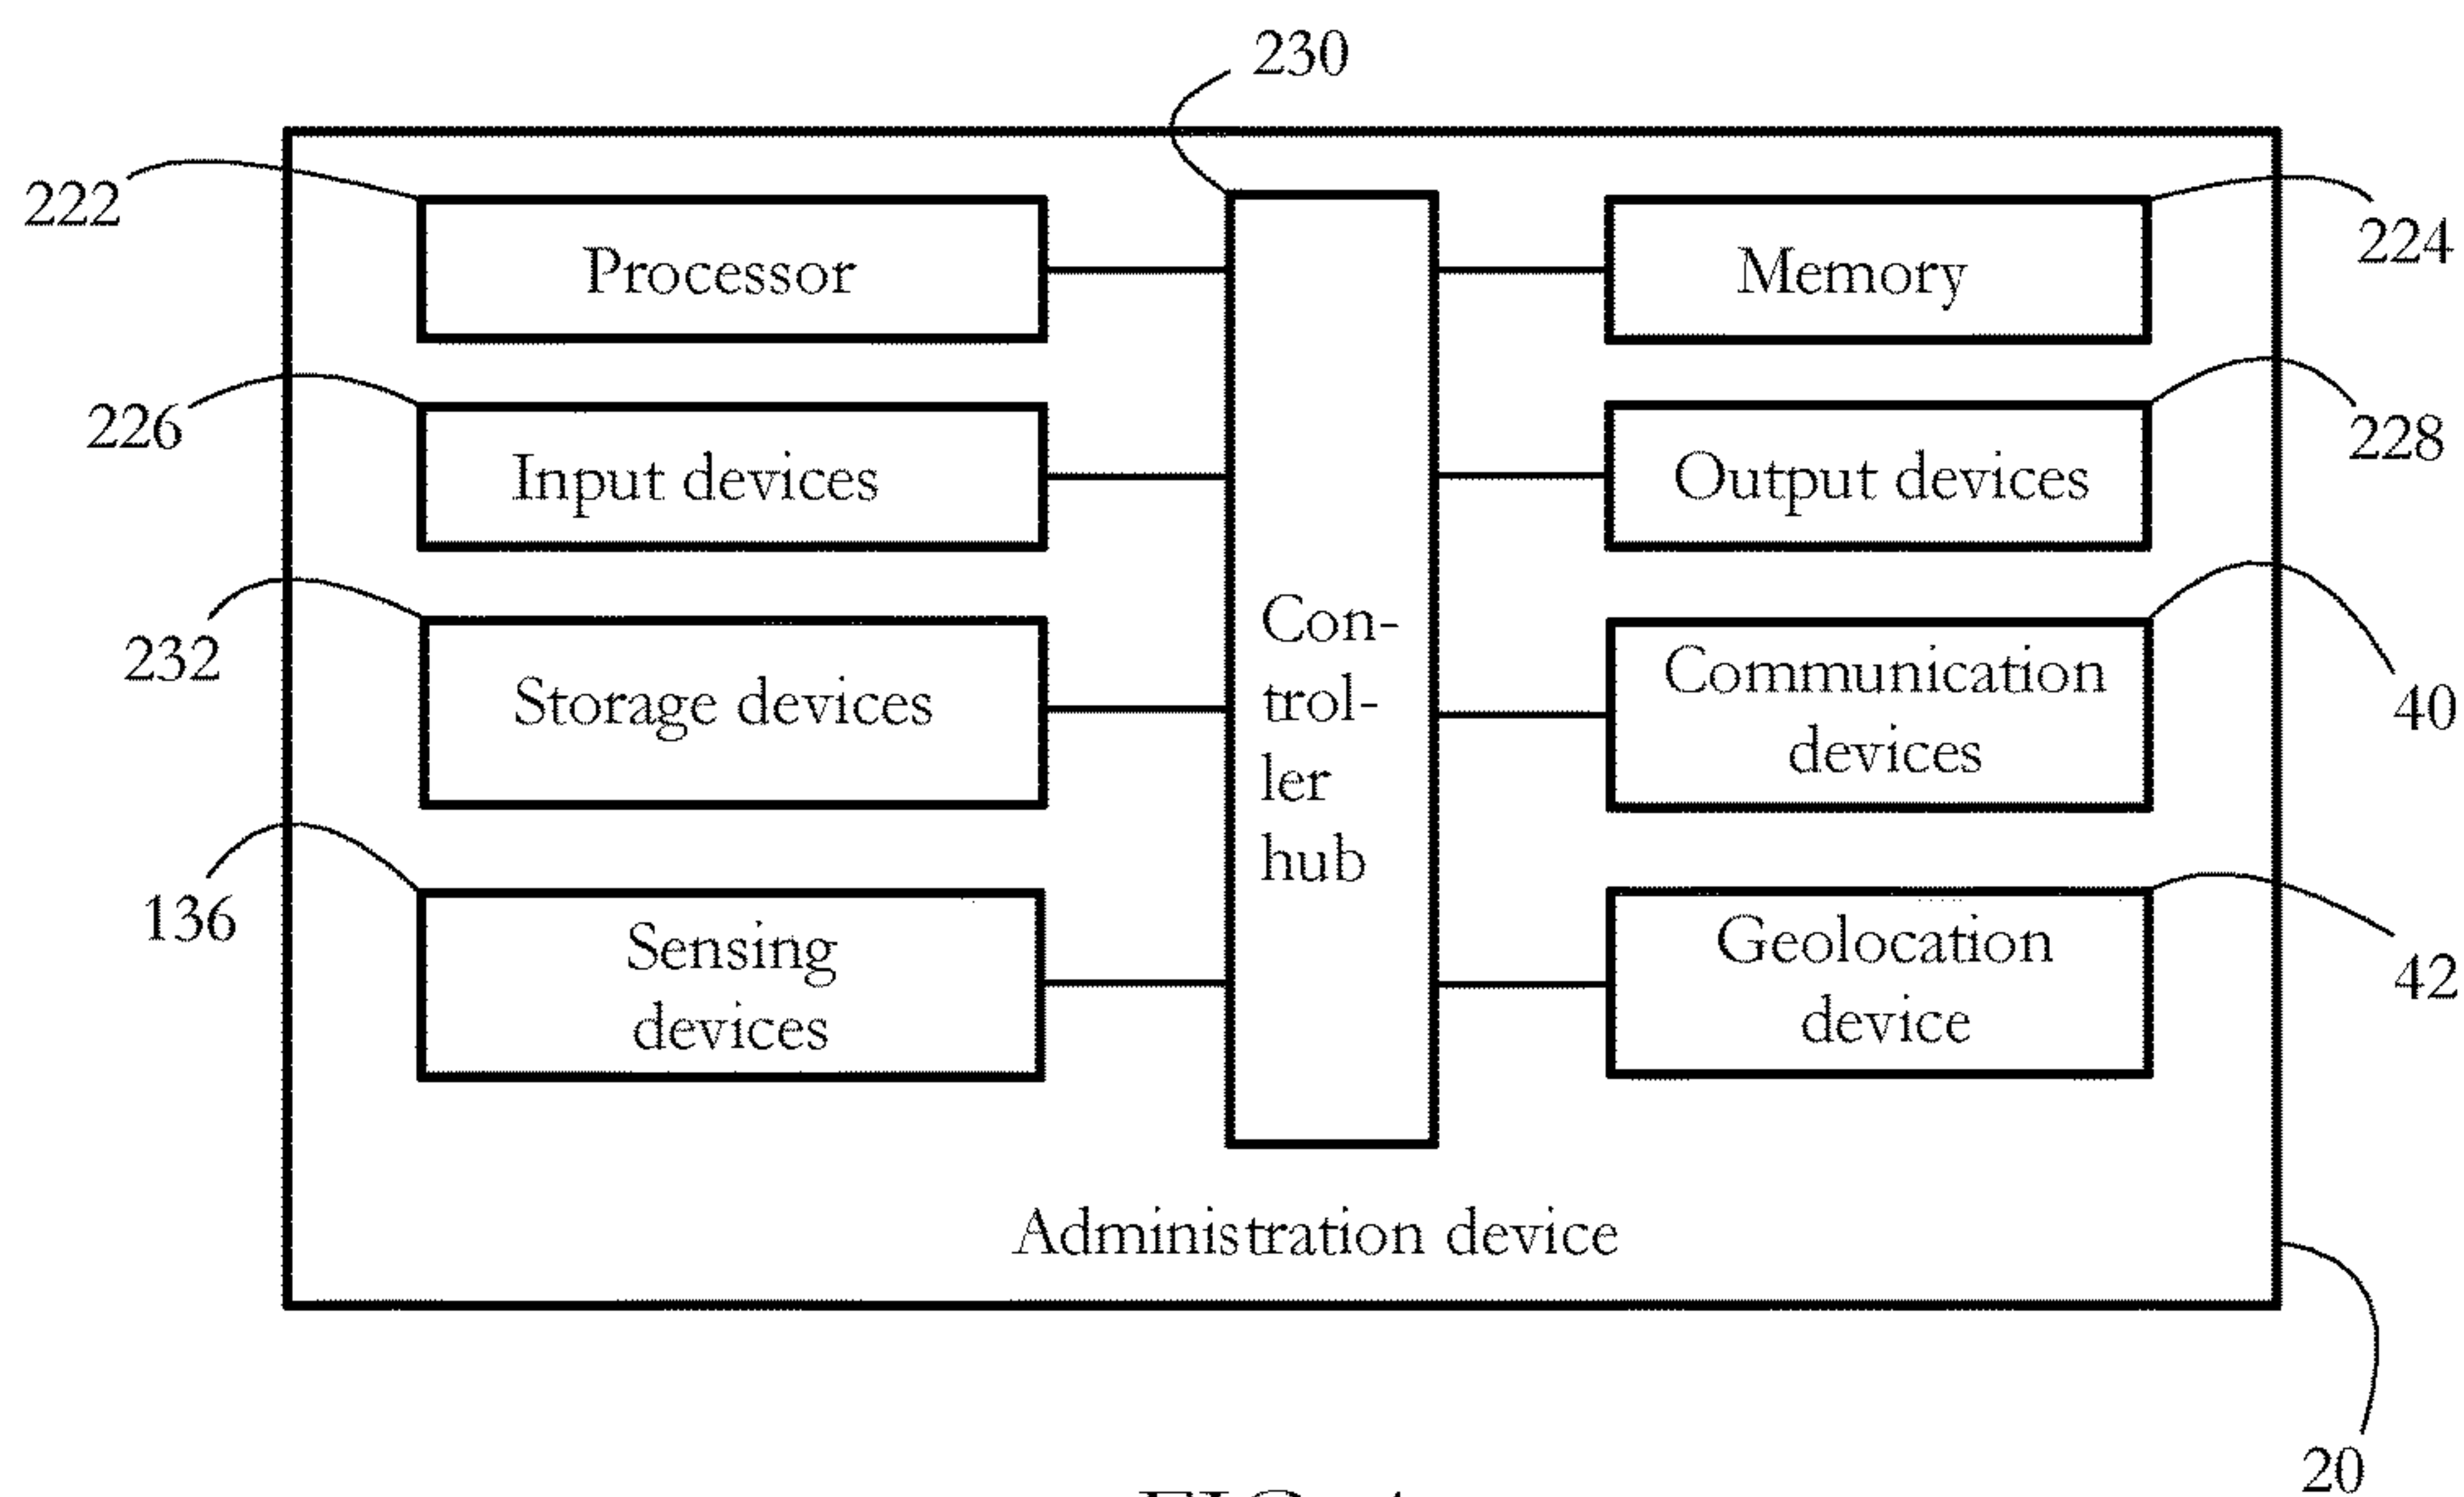 230
222
Processor
Memory
224
226
Input devices
Output devices
228
232
Storage devices
Con-
trol-
ler
hub
Communication
devices
40
136
Sensing
devices
Geolocation
device
42
Administration device
20